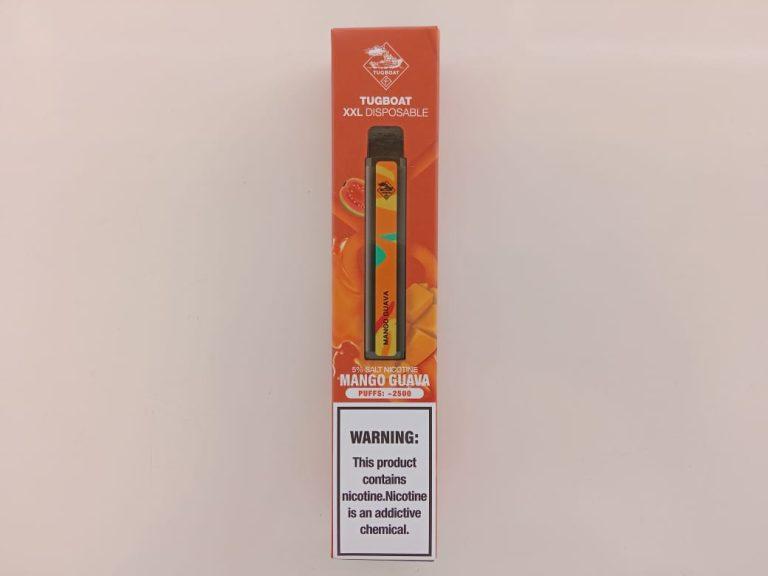 TUGBOAT
TUGBOAT
XXL DISPOSABLE
MANGO GUAVA
5% SALT NICOTINE
MANGO GUAVA
PUFFS: ~2500
WARNING:
This product
contains
nicotine.Nicotine
is an addictive
chemical.